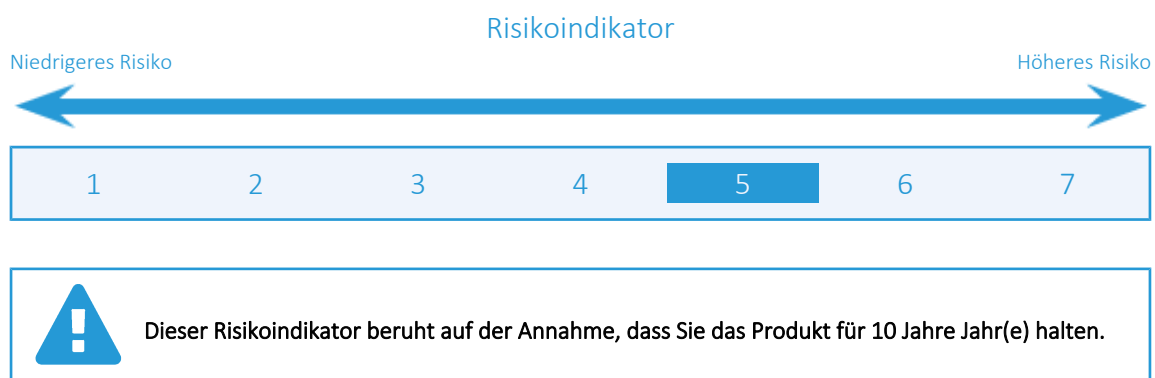 Risikoindikator
Niedrigeres Risiko Höheres Risiko
1 2 3 4 5 6 7
Dieser Risikoindikator beruht auf der Annahme, dass Sie das Produkt für 10 Jahre Jahr(e) halten.